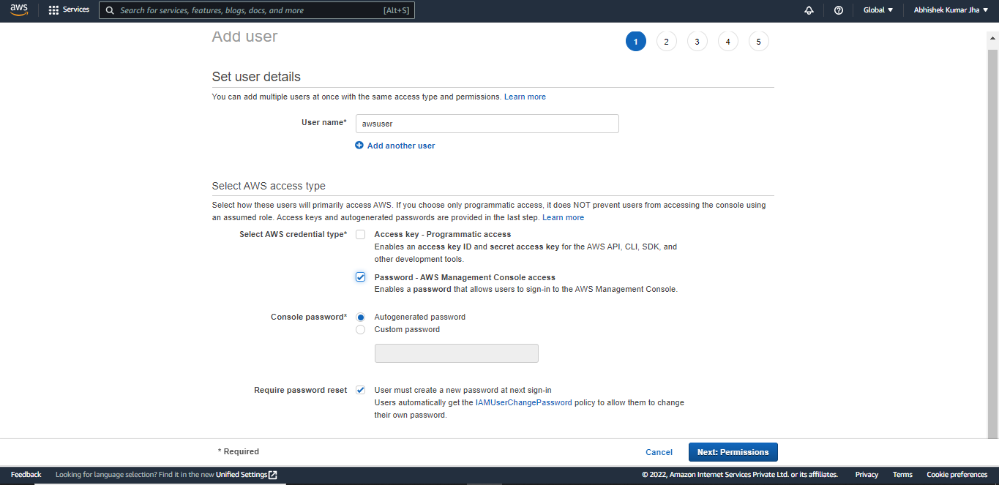 aws
Services
Search for services, features, blogs, docs, and more
[Alt+S]
Global ▼
Abhishek Kumar Jha ▼
Add user
1
2
3
4
5
Set user details
You can add multiple users at once with the same access type and permissions. Learn more
User name*
awsuser
Add another user
Select AWS access type
Select how these users will primarily access AWS. If you choose only programmatic access, it does NOT prevent users from accessing the console using
an assumed role. Access keys and autogenerated passwords are provided in the last step. Learn more
Select AWS credential type*
Access key - Programmatic access
Enables an access key ID and secret access key for the AWS API, CLI, SDK, and
other development tools.
Password - AWS Management Console access
Enables a password that allows users to sign-in to the AWS Management Console.
Console password*
Autogenerated password
Custom password
Require password reset
User must create a new password at next sign-in
Users automatically get the IAMUserChangePassword policy to allow them to change
their own password.
* Required
Cancel
Next: Permissions
Feedback
Looking for language selection? Find it in the new Unified Settings
© 2022, Amazon Internet Services Private Ltd. or its affiliates.
Privacy
Terms
Cookie preferences